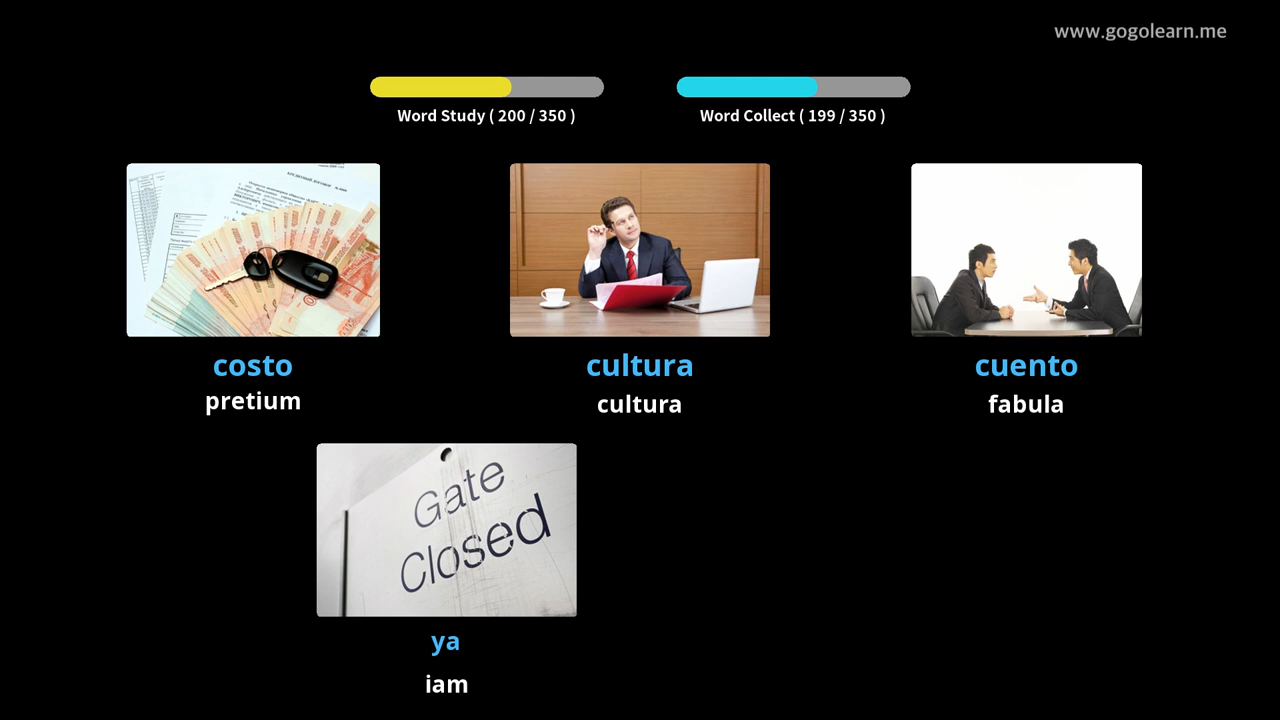 www.gogolearn.me
Word Study ( 200 / 350 )
Word Collect ( 199 / 350 )
costo
pretium
cultura
cultura
cuento
fabula
Gate
Closed
ya
iam